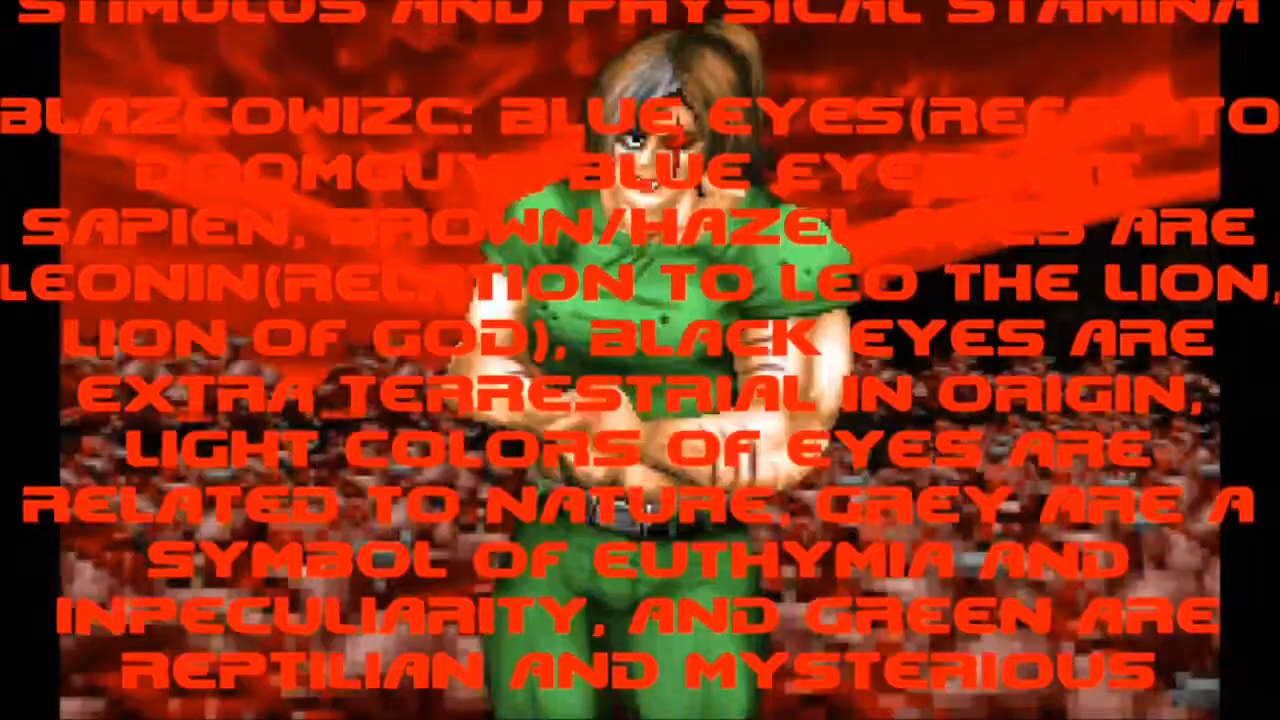 STIMULUS AND PHYSICAL STAMINA
BLAZCOWIZC: BLUE EYES(REFER TO
DOOMGUY), BLUE EYES
SAPIEN, BROWN/HAZEL EYES ARE
LEONIN(RELATION TO LEO THE LION,
LION OF GOD), BLACK EYES ARE
EXTRA TERRESTRIAL IN ORIGIN,
LIGHT COLORS OF EYES ARE
RELATED TO NATURE, GREY ARE A
SYMBOL OF EUTHYMIA AND
INPECULIARITY, AND GREEN ARE
REPTILIAN AND MYSTERIOUS